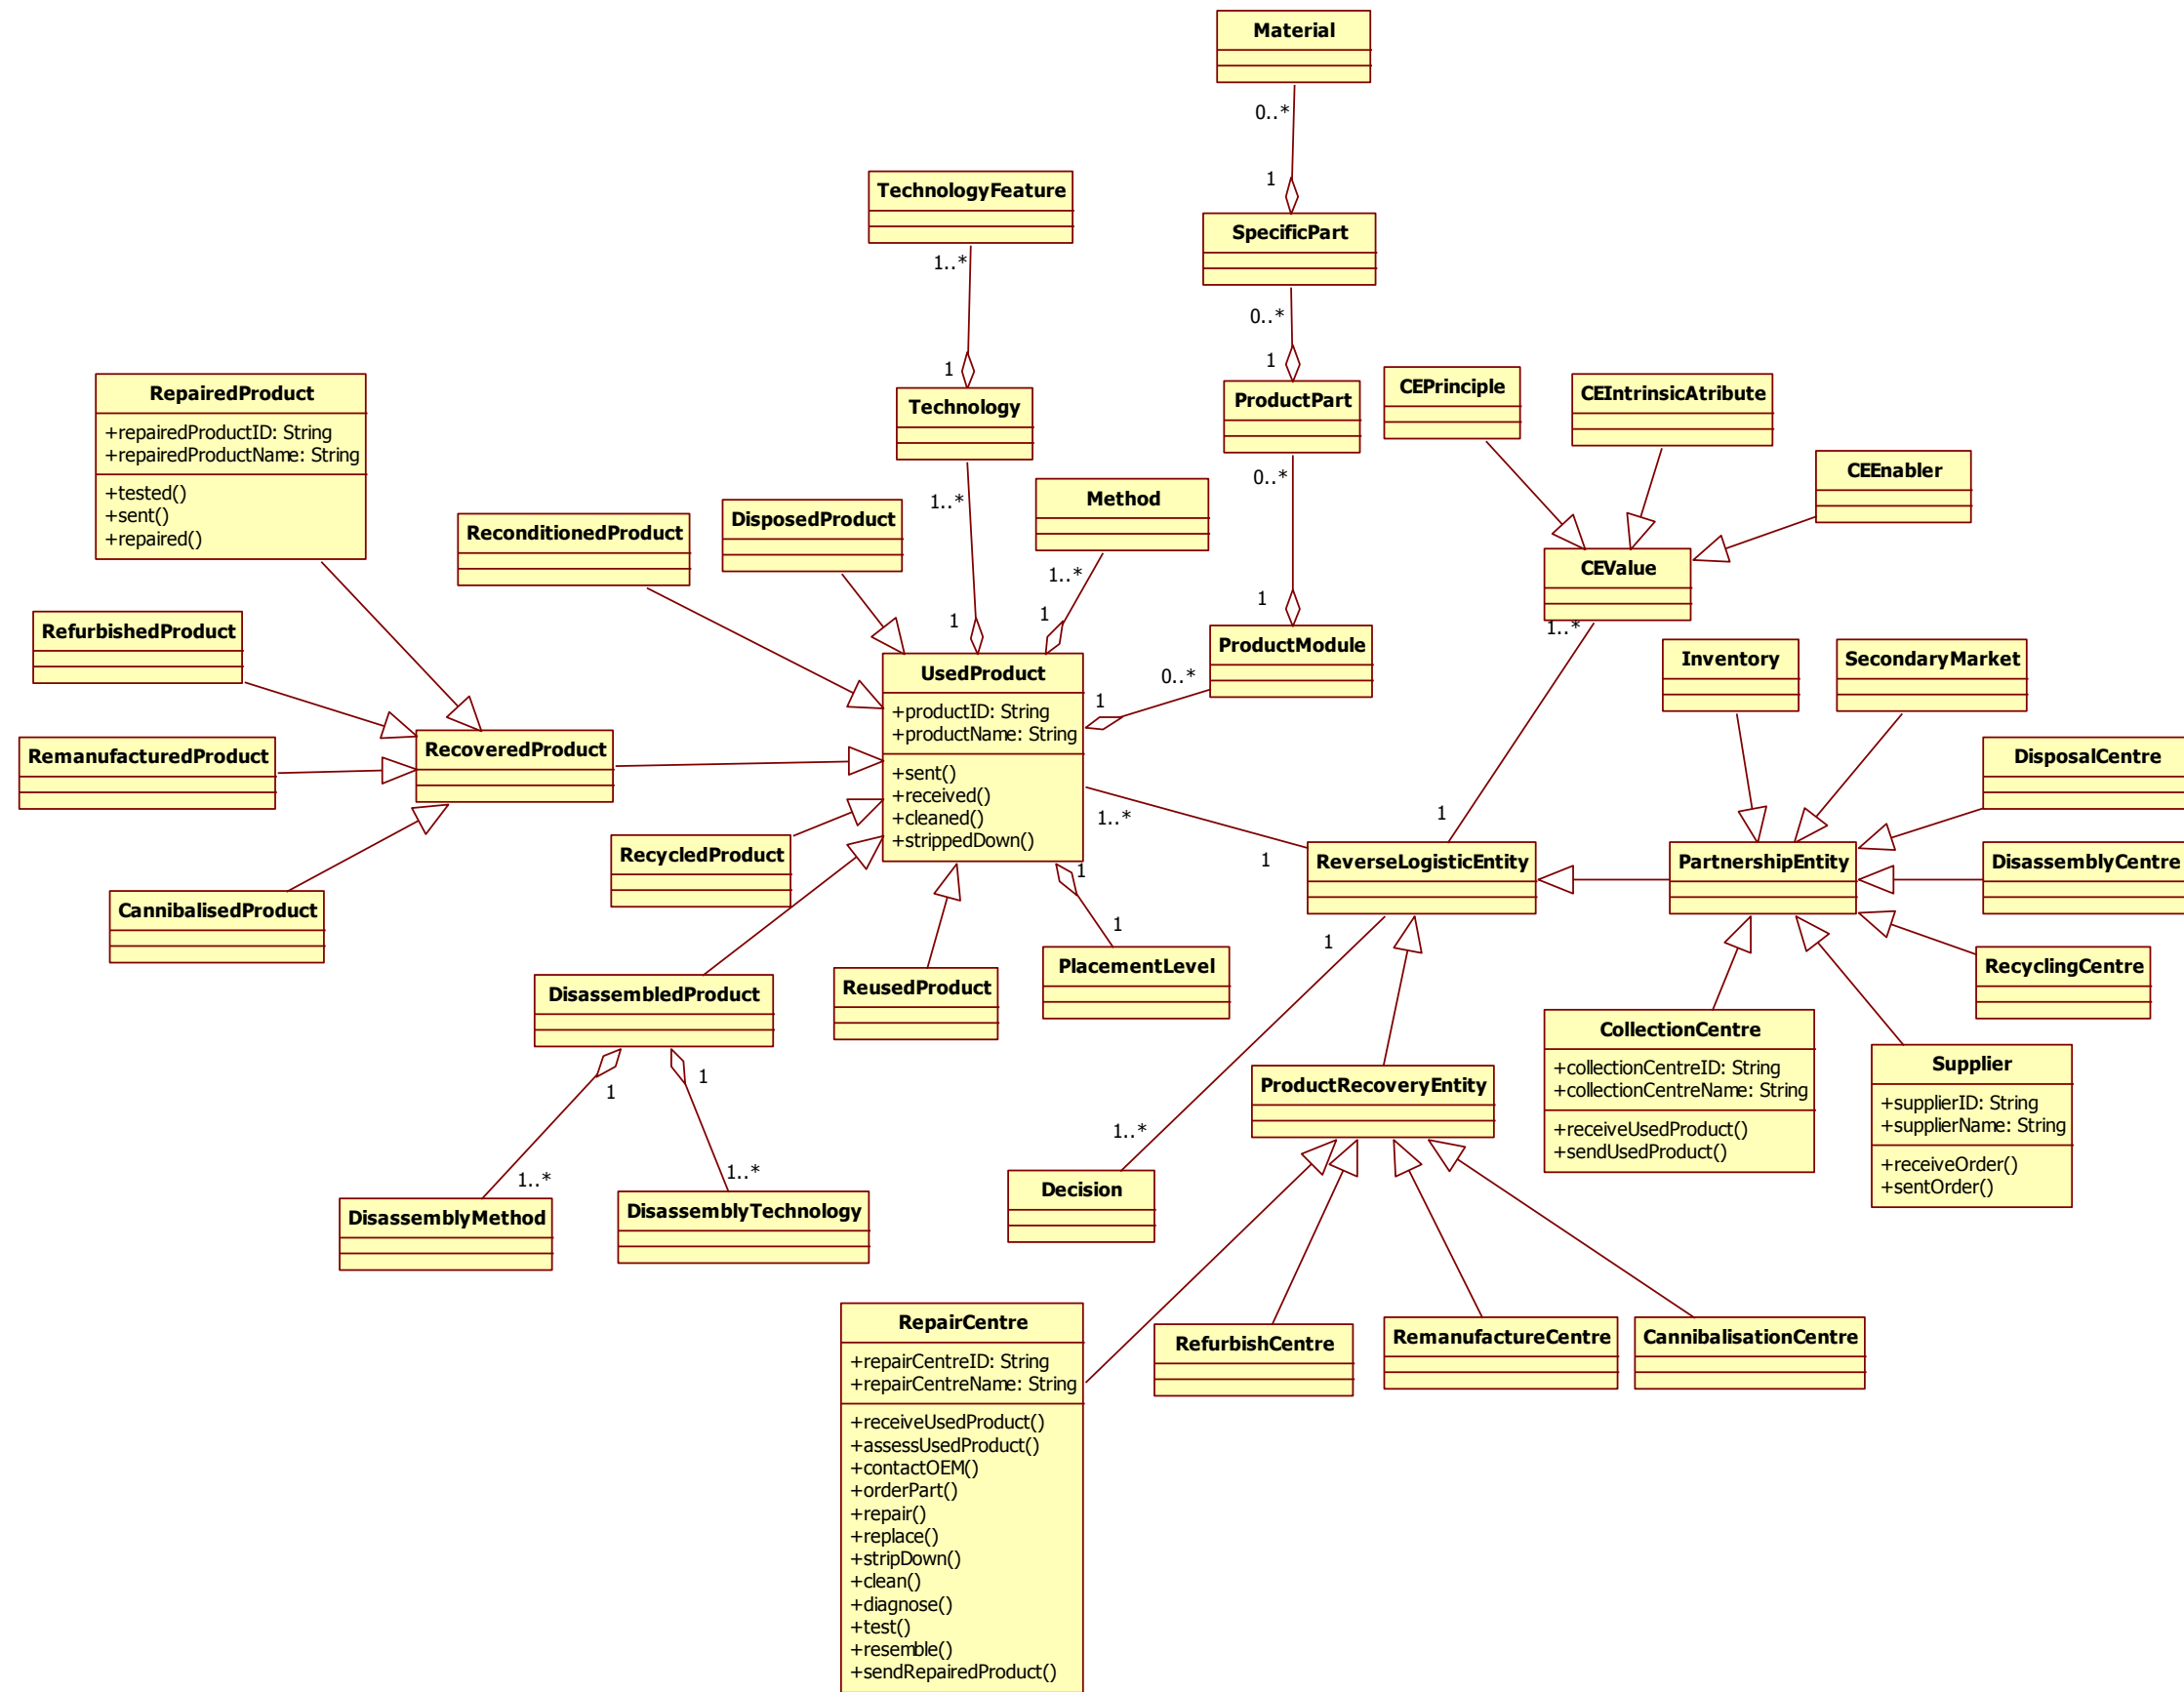 Material
0..*
1
TechnologyFeature
1..*
SpecificPart
0..*
1
1
Technology
ProductPart
CEPrinciple
CEIntrinsicAtribute
RepairedProduct
+repairedProductID: String
+repairedProductName: String
+tested()
+sent()
+repaired()
CEEnabler
0..*
1..*
Method
ReconditionedProduct
DisposedProduct
CEValue
1..*
1..*
1
1
1
RefurbishedProduct
ProductModule
Inventory
SecondaryMarket
UsedProduct
+productID: String
+productName: String
+sent()
+received()
+cleaned()
+strippedDown()
0..*
1
RemanufacturedProduct
RecoveredProduct
DisposalCentre
1..*
1
1
RecycledProduct
ReverseLogisticEntity
PartnershipEntity
DisassemblyCentre
1
1
CannibalisedProduct
1
PlacementLevel
RecyclingCentre
DisassembledProduct
ReusedProduct
CollectionCentre
+collectionCentreID: String
+collectionCentreName: String
+receiveUsedProduct()
+sendUsedProduct()
Supplier
+supplierID: String
+supplierName: String
+receiveOrder()
+sentOrder()
1
1
ProductRecoveryEntity
1..*
1..*
1..*
Decision
DisassemblyMethod
DisassemblyTechnology
RepairCentre
+repairCentreID: String
+repairCentreName: String
+receiveUsedProduct()
+assessUsedProduct()
+contactOEM()
+orderPart()
+repair()
+replace()
+stripDown()
+clean()
+diagnose()
+test()
+resemble()
+sendRepairedProduct()
RefurbishCentre
RemanufactureCentre
CannibalisationCentre